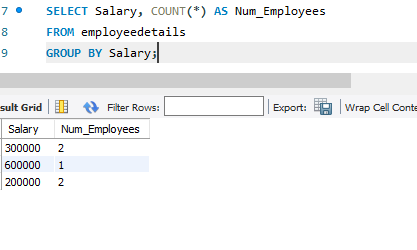 7 SELECT Salary, COUNT(*) AS Num_Employees
8 FROM employeedetails
9 GROUP BY Salary;
sult Grid Filter Rows: Export: Wrap Cell Conte
Salary Num_Employees
300000 2
600000 1
200000 2